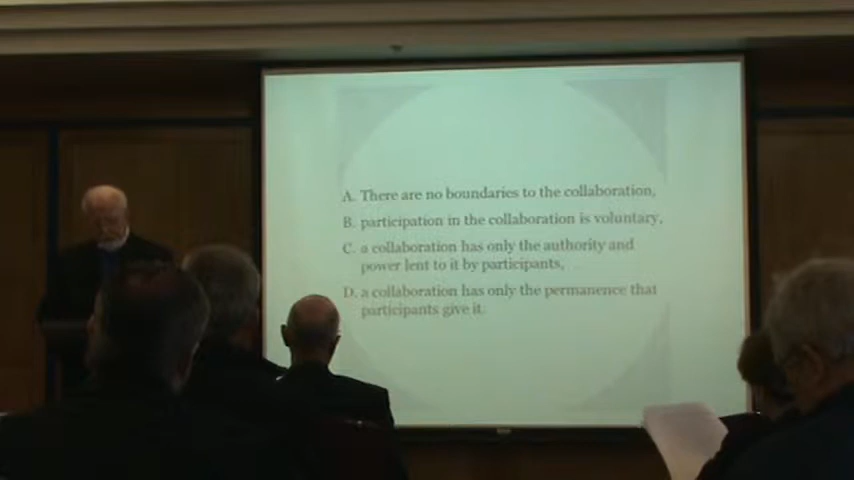 A. There are no boundaries to the collaboration,
B. participation in the collaboration is voluntary,
C. a collaboration has only the authority and
power lent to it by participants,
D. a collaboration has only the permanence that
participants give it.